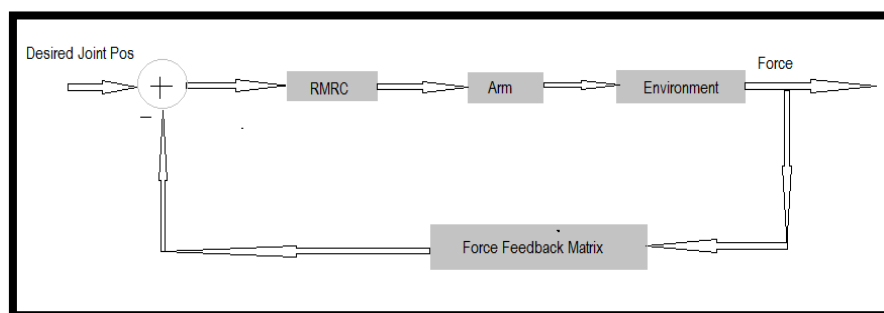 Desired Joint Pos
+
−
RMRC
Arm
Environment
Force
Force Feedback Matrix